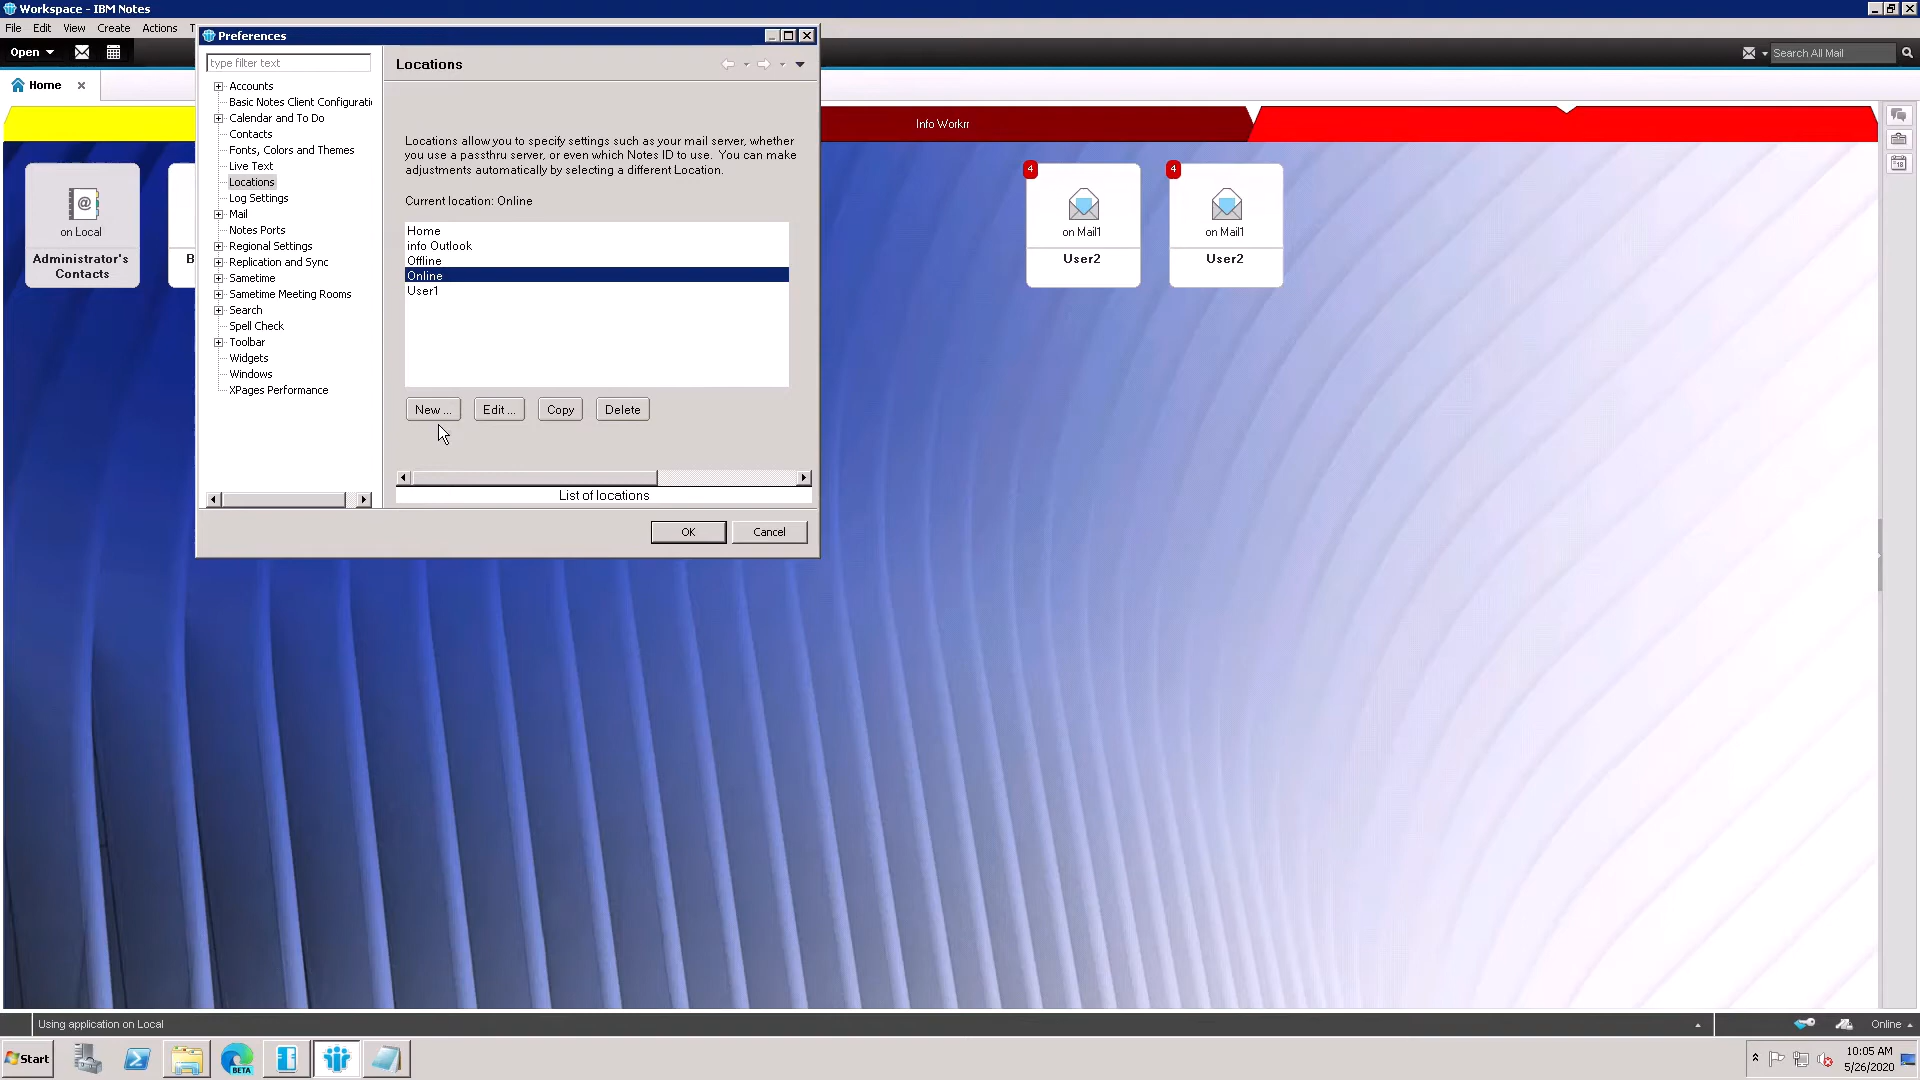 Workspace - IBM Notes
File Edit View Create Actions T
Open
Search All Mail
Home
Preferences
type filter text
Accounts
Basic Notes Client Configurati
Calendar and To Do
Contacts
Fonts, Colors and Themes
Live Text
Locations
Log Settings
Mail
Notes Ports
Regional Settings
Replication and Sync
Sametime
Sametime Meeting Rooms
Search
Spell Check
Toolbar
Widgets
Windows
XPages Performance
Locations
Locations allow you to specify settings such as your mail server, whether
you use a passthru server, or even which Notes ID to use. You can make
adjustments automatically by selecting a different Location.
Current location: Online
Home
info Outlook
Offline
Online
User1
New ... Edit ... Copy Delete
List of locations
OK Cancel
Info Workrr
on Local
Administrator's
Contacts
B
4
on Mail1
User2
4
on Mail1
User2
Using application on Local
Online
Start
BETA
10:05 AM
5/26/2020